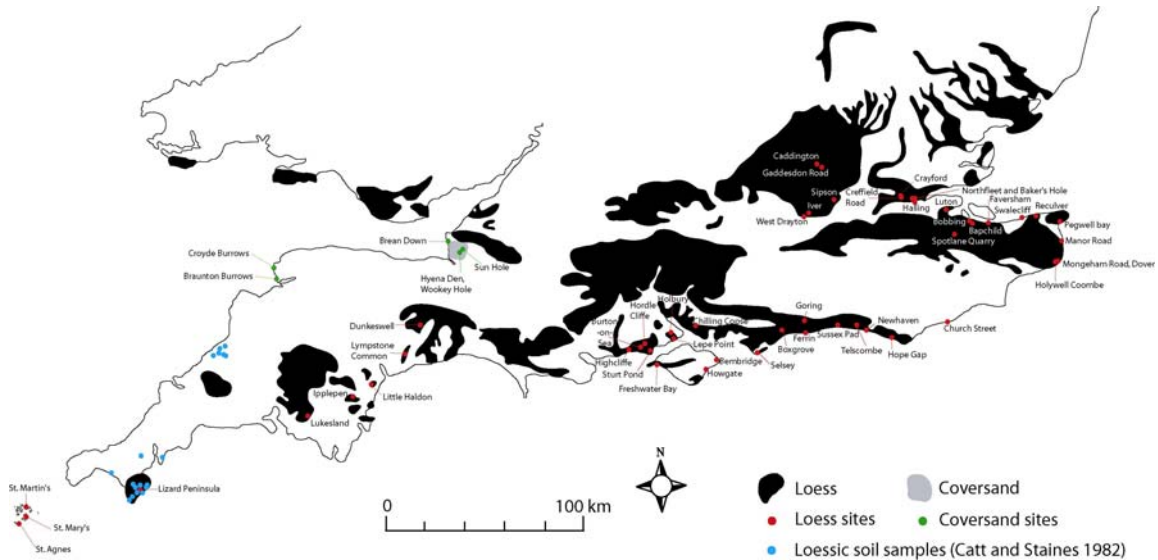 Caddington
Gaddesdon Road
Sipson
Iver
West Drayton
Creffield
Road
Crayford
Northfleet and Baker's Hole
Halling
Luton
Faversham
Swalecliff
Reculver
Bobbing
Bapchild
Spotlane Quarry
Pegwell bay
Manor Road
Mongeham Road, Dover
Holywell Coombe
Church Street
Brean Down
Croyde Burrows
Braunton Burrows
Sun Hole
Hyena Den,
Wookey Hole
Dunkeswell
Lympstone
Common
Little Haldon
Ipplepen
Lukesland
Holbury
Hordle
Cliffe
Burton
-on-
Sea
Highcliffe
Sturt Pond
Freshwater Bay
Chilling Coose
Lepe Point
Bembridge
Howgate
Selsey
Boxgrove
Goring
Ferrin
Sussex Pad
Telscombe
Newhaven
Hope Gap
Lizard Peninsula
St. Martin's
St. Mary's
St. Agnes
0 100 km
N
Loess
Coversand
Loess sites
Coversand sites
Loessic soil samples (Catt and Staines 1982)